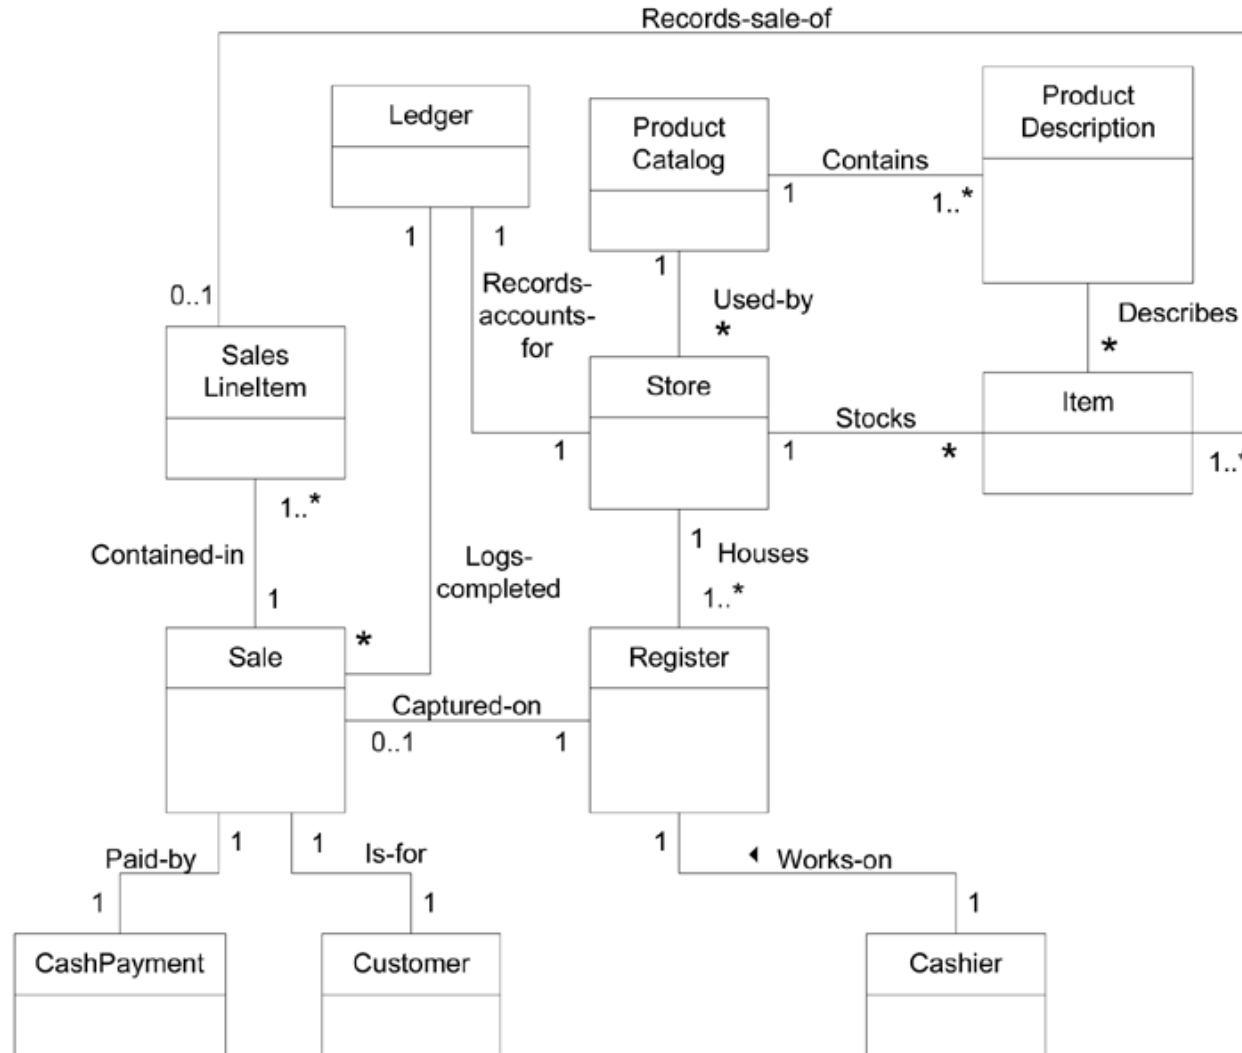 Records-sale-of
Ledger
Product
Catalog
Product
Description
Contains
1
1..*
1
1
1
Records-
accounts-
for
Used-by
*
Describes
*
0..1
Sales
LineItem
Store
Item
Stocks
1
1
*
1..*
1..*
Contained-in
1
Logs-
completed
*
1
Houses
1..*
Sale
Register
Captured-on
0..1
1
1
1
1
Paid-by
Is-for
Works-on
1
1
1
CashPayment
Customer
Cashier